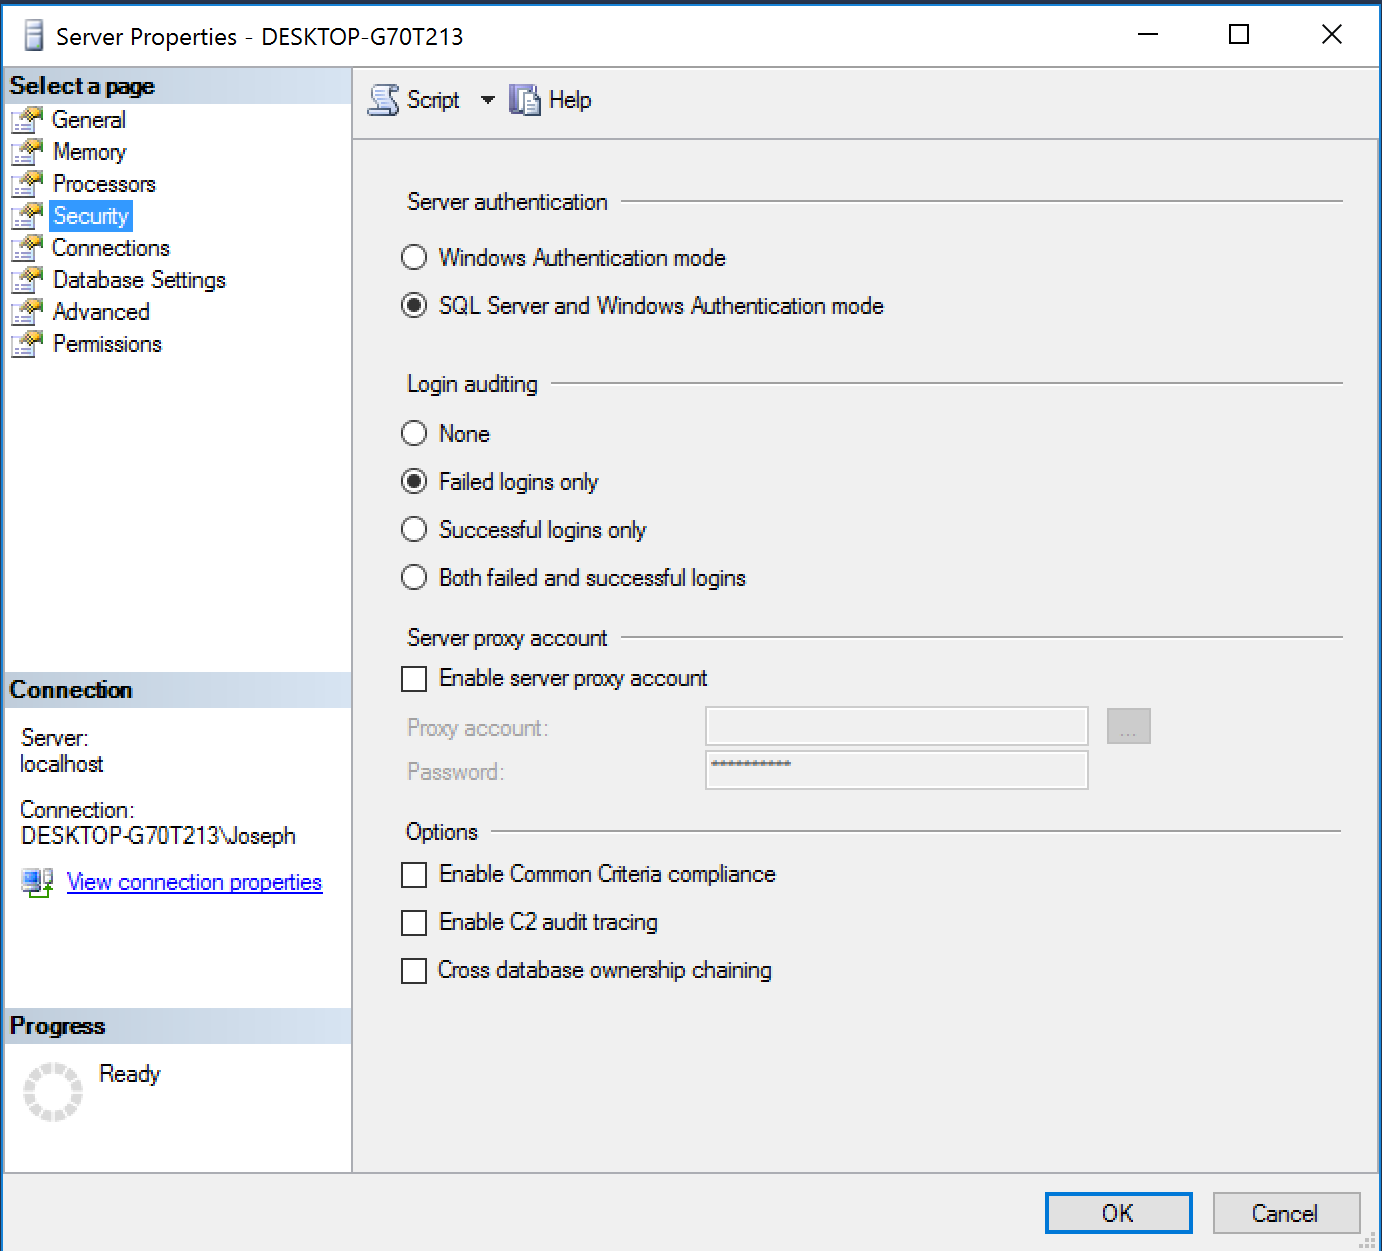 Server Properties - DESKTOP-G70T213
Select a page
General
Memory
Processors
Security
Connections
Database Settings
Advanced
Permissions
Connection
Server:
localhost
Connection:
DESKTOP-G70T213\Joseph
View connection properties
Progress
Ready
Script Help
Server authentication
Windows Authentication mode
SQL Server and Windows Authentication mode
Login auditing
None
Failed logins only
Successful logins only
Both failed and successful logins
Server proxy account
Enable server proxy account
Proxy account: ...
Password: **********
Options
Enable Common Criteria compliance
Enable C2 audit tracing
Cross database ownership chaining
OK Cancel